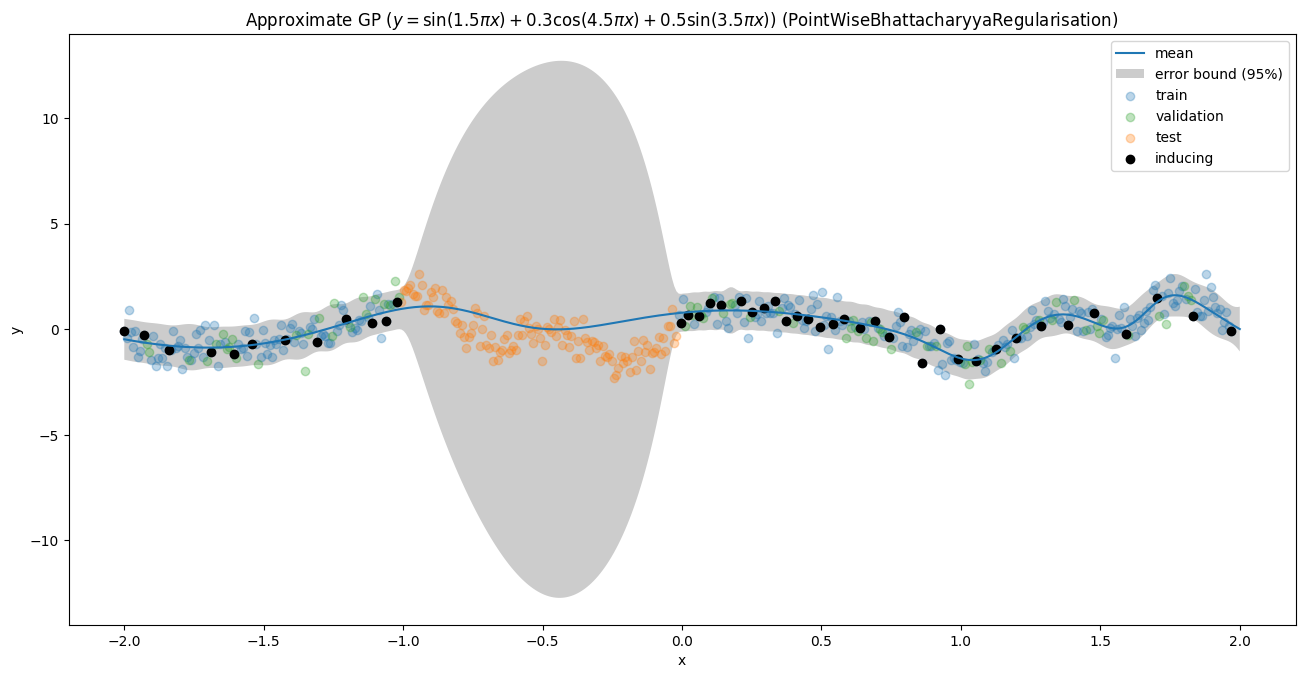 Approximate GP (y = sin(1.5πx) + 0.3cos(4.5πx) + 0.5sin(3.5πx)) (PointWiseBhattacharyyaRegularisation)
mean
error bound (95%)
train
validation
test
inducing
10
5
0
−5
−10
y
−2.0
−1.5
−1.0
−0.5
0.0
0.5
1.0
1.5
2.0
x